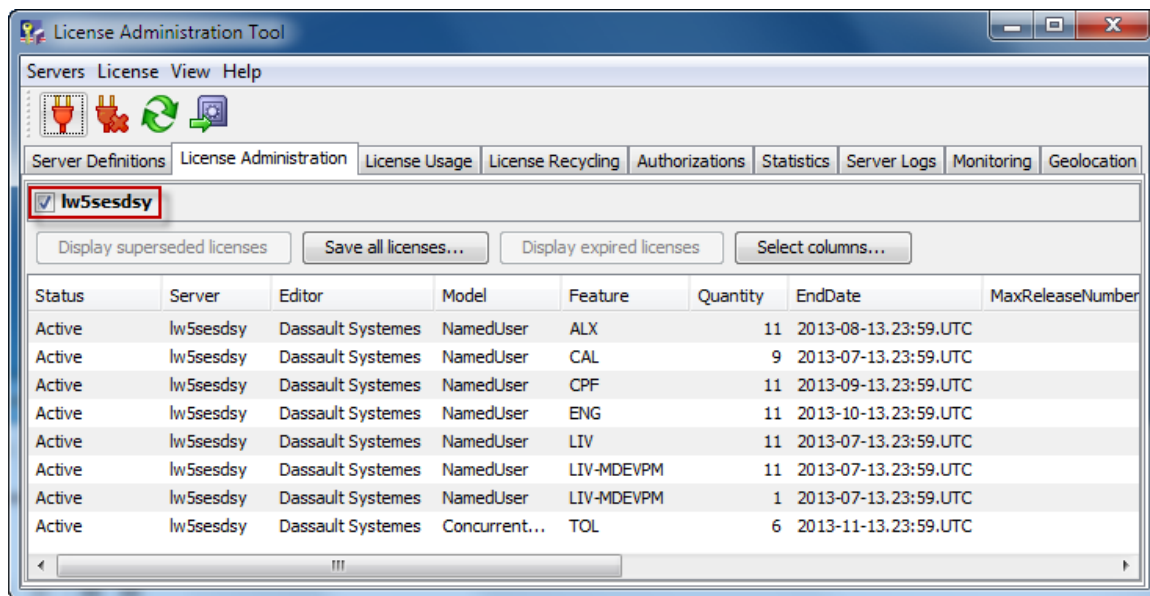 License Administration Tool
Servers License View Help
Server Definitions License Administration License Usage License Recycling Authorizations Statistics Server Logs Monitoring Geolocation
lw5sesdsy
Display superseded licenses Save all licenses... Display expired licenses Select columns...
Status Server Editor Model Feature Quantity EndDate MaxReleaseNumber
Active lw5sesdsy Dassault Systemes NamedUser ALX 11 2013-08-13.23:59.UTC
Active lw5sesdsy Dassault Systemes NamedUser CAL 9 2013-07-13.23:59.UTC
Active lw5sesdsy Dassault Systemes NamedUser CPF 11 2013-09-13.23:59.UTC
Active lw5sesdsy Dassault Systemes NamedUser ENG 11 2013-10-13.23:59.UTC
Active lw5sesdsy Dassault Systemes NamedUser LIV 11 2013-07-13.23:59.UTC
Active lw5sesdsy Dassault Systemes NamedUser LIV-MDEVPM 11 2013-07-13.23:59.UTC
Active lw5sesdsy Dassault Systemes NamedUser LIV-MDEVPM 1 2013-07-13.23:59.UTC
Active lw5sesdsy Dassault Systemes Concurrent... TOL 6 2013-11-13.23:59.UTC